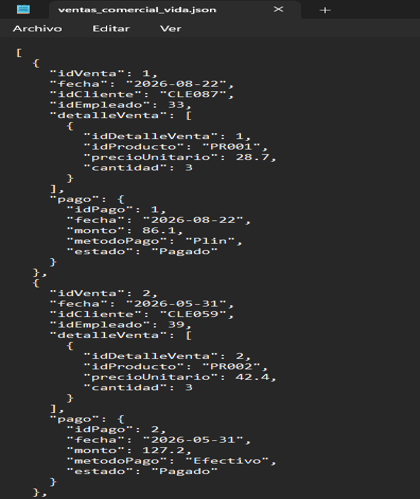 ventas_comercial_vida.json
Archivo Editar Ver
[
{
"idVenta": 1,
"fecha": "2026-08-22",
"idCliente": "CLE087",
"idEmpleado": 33,
"detalleVenta": [
{
"idDetalleVenta": 1,
"idProducto": "PR001",
"precioUnitario": 28.7,
"cantidad": 3
}
],
"pago": {
"idPago": 1,
"fecha": "2026-08-22",
"monto": 86.1,
"metodoPago": "Plin",
"estado": "Pagado"
}
},
{
"idVenta": 2,
"fecha": "2026-05-31",
"idCliente": "CLE059",
"idEmpleado": 39,
"detalleVenta": [
{
"idDetalleVenta": 2,
"idProducto": "PR002",
"precioUnitario": 42.4,
"cantidad": 3
}
],
"pago": {
"idPago": 2,
"fecha": "2026-05-31",
"monto": 127.2,
"metodoPago": "Efectivo",
"estado": "Pagado"
}
},